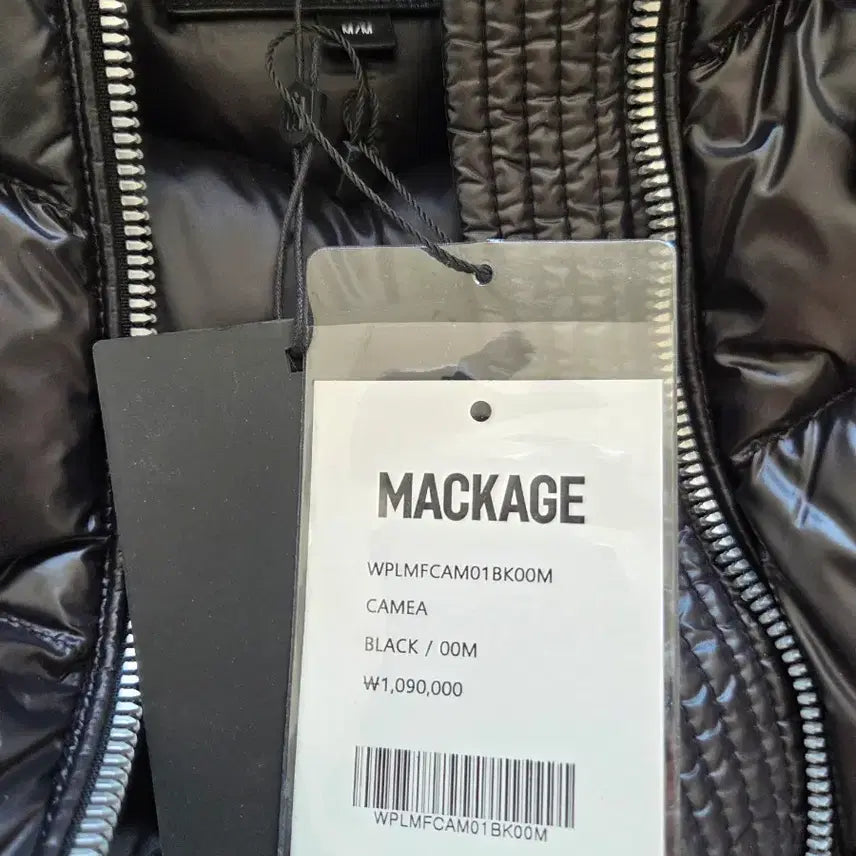 M/M
MACKAGE
WPLMFCAM01BK00M
CAMEA
BLACK / 00M
₩1,090,000
WPLMFCAM01BK00M